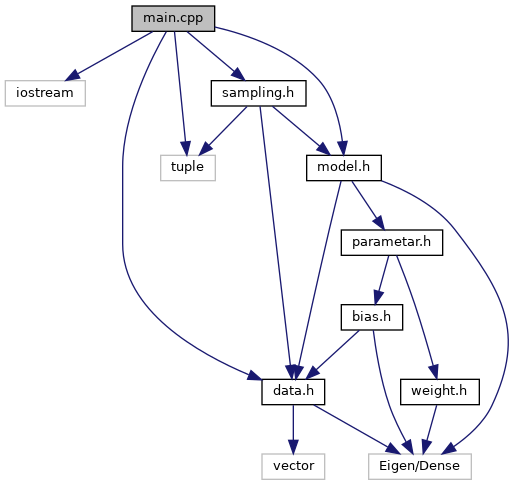 main.cpp
iostream
sampling.h
tuple
model.h
parametar.h
bias.h
data.h
weight.h
vector
Eigen/Dense